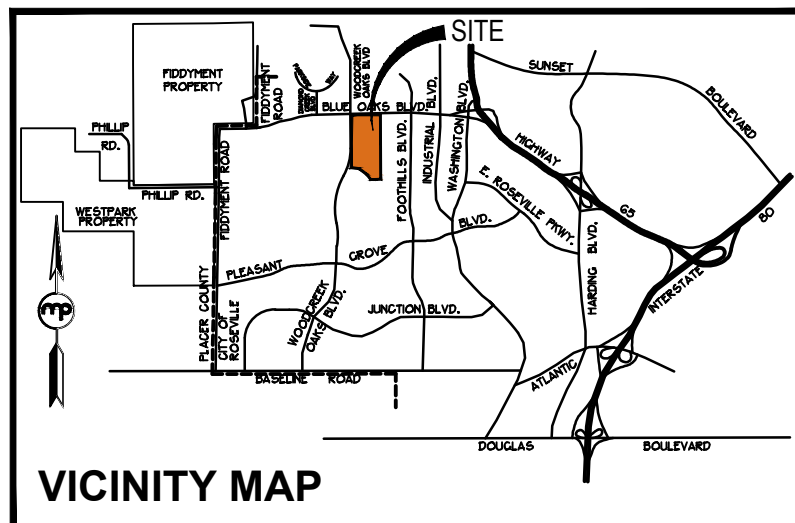 SITE
SUNSET
BOULEVARD
FIDDYMENT
PROPERTY
FIDDYMENT
ROAD
WOODCREEK
OAKS BLVD
BLUE OAKS BLVD.
PHILLIP
RD.
PHILLIP RD.
WESTPARK
PROPERTY
FIDDYMENT ROAD
FOOTHILLS BLVD.
INDUSTRIAL BLVD.
WASHINGTON BLVD.
HIGHWAY
65
E. ROSEVILLE PKWY.
HARDING BLVD.
INTERSTATE
80
PLEASANT
GROVE
BLVD.
mp
PLACER COUNTY
CITY OF
ROSEVILLE
WOODCREEK
OAKS BLVD.
JUNCTION BLVD.
BASELINE ROAD
ATLANTIC
DOUGLAS
BOULEVARD
VICINITY MAP